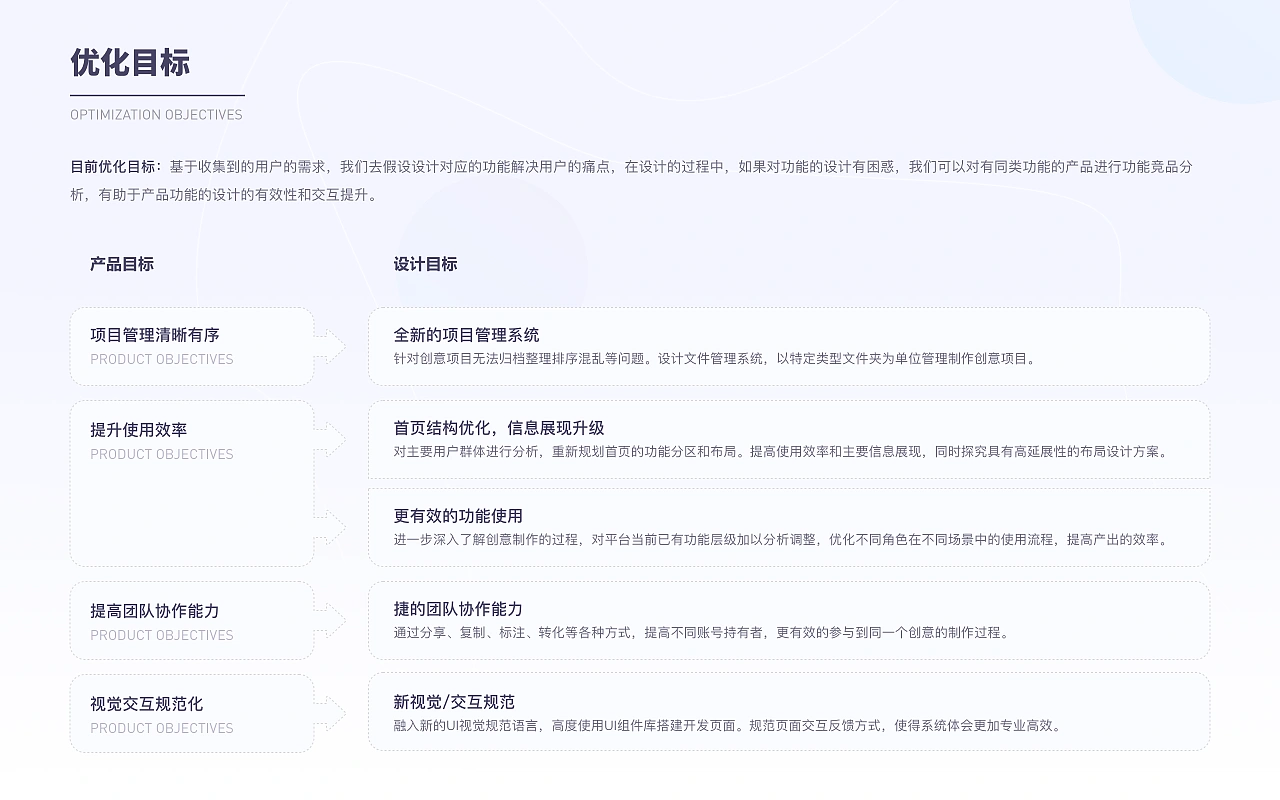 优化目标
OPTIMIZATION OBJECTIVES
目前优化目标：基于收集到的用户的需求，我们去假设设计对应的功能解决用户的痛点，在设计的过程中，如果对功能的设计有困惑，我们可以对有同类功能的产品进行功能竞品分
析，有助于产品功能的设计的有效性和交互提升。
产品目标
设计目标
项目管理清晰有序
PRODUCT OBJECTIVES
全新的项目管理系统
针对创意项目无法归档整理排序混乱等问题。设计文件管理系统，以特定类型文件夹为单位管理制作创意项目。
提升使用效率
PRODUCT OBJECTIVES
首页结构优化，信息展现升级
对主要用户群体进行分析，重新规划首页的功能分区和布局。提高使用效率和主要信息展现，同时探究具有高延展性的布局设计方案。
更有效的功能使用
进一步深入了解创意制作的过程，对平台当前已有功能层级加以分析调整，优化不同角色在不同场景中的使用流程，提高产出的效率。
提高团队协作能力
PRODUCT OBJECTIVES
捷的团队协作能力
通过分享、复制、标注、转化等各种方式，提高不同账号持有者，更有效的参与到同一个创意的制作过程。
视觉交互规范化
PRODUCT OBJECTIVES
新视觉/交互规范
融入新的UI视觉规范语言，高度使用UI组件库搭建开发页面。规范页面交互反馈方式，使得系统体会更加专业高效。